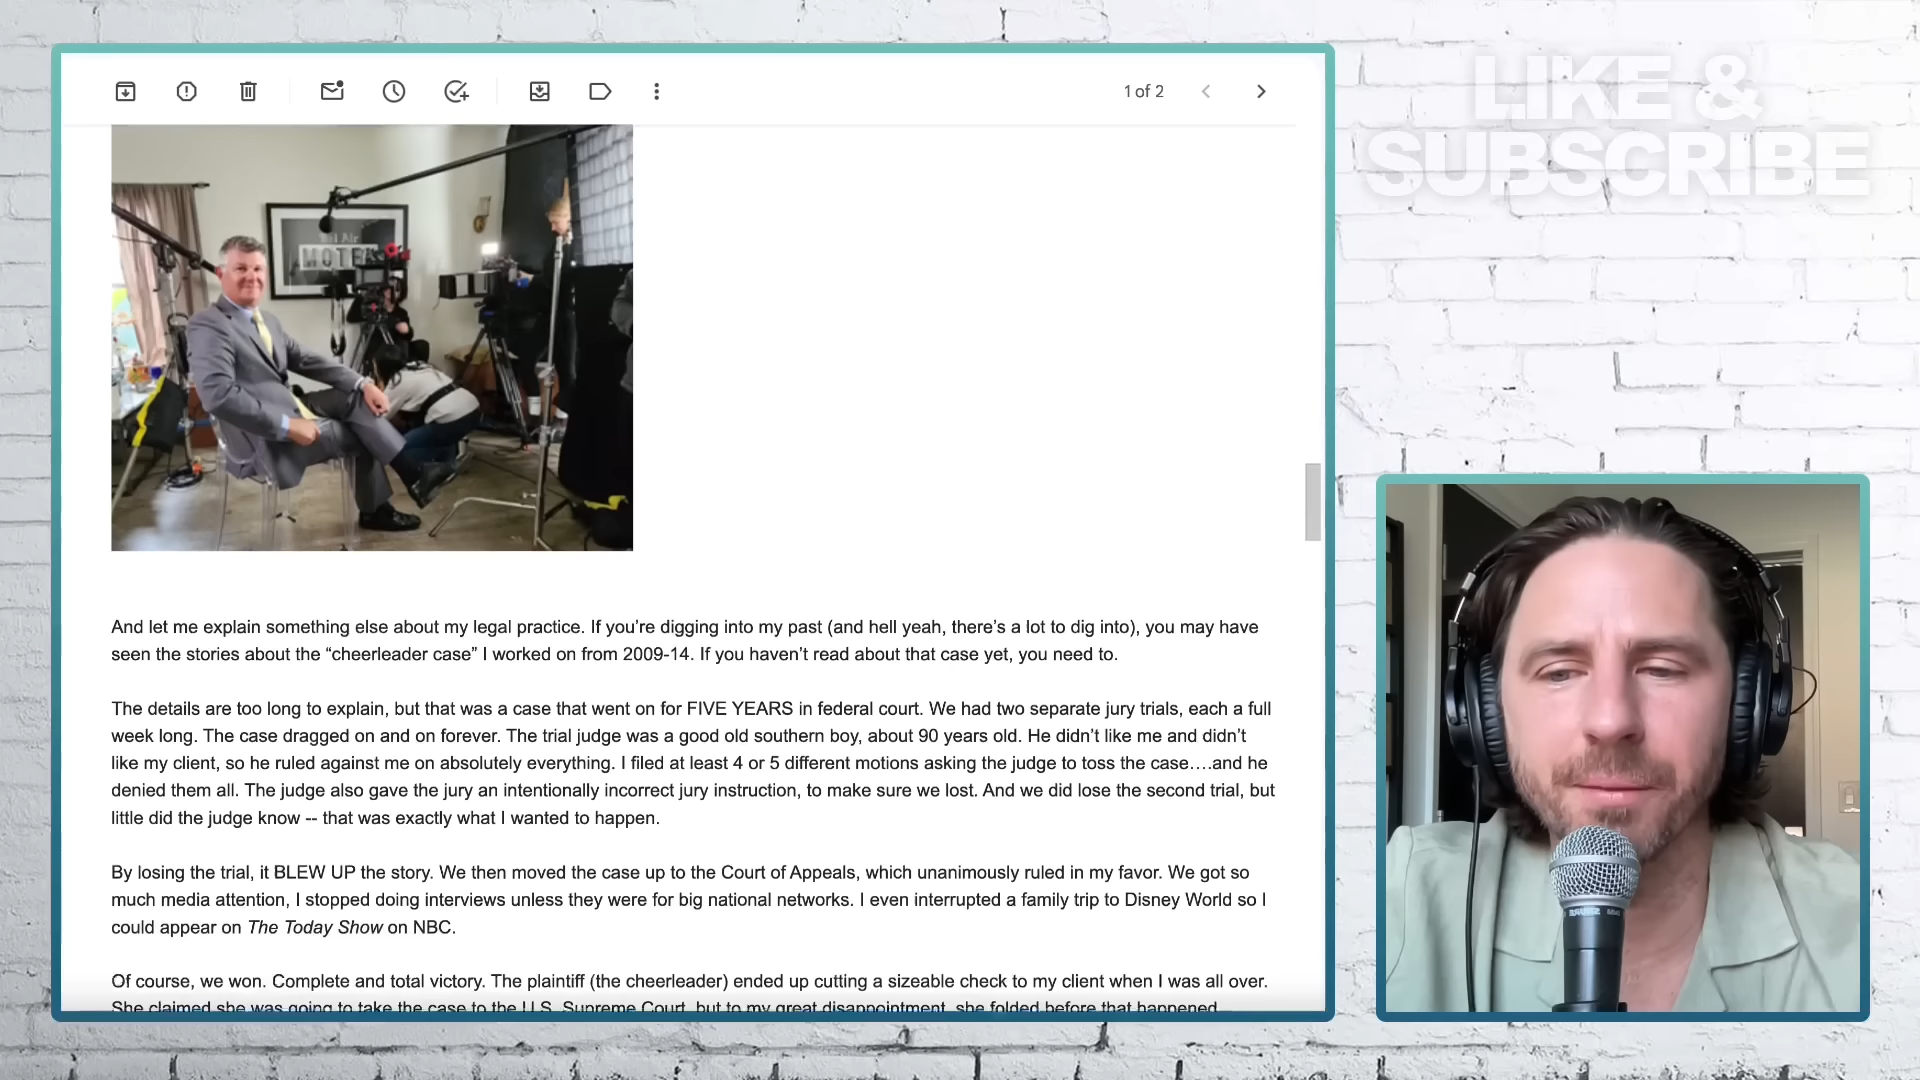 LIKE &
SUBSCRIBE
1 of 2
Bel Air
MOTEL
And let me explain something else about my legal practice. If you’re digging into my past (and hell yeah, there’s a lot to dig into), you may have
seen the stories about the “cheerleader case” I worked on from 2009-14. If you haven’t read about that case yet, you need to.
The details are too long to explain, but that was a case that went on for FIVE YEARS in federal court. We had two separate jury trials, each a full
week long. The case dragged on and on forever. The trial judge was a good old southern boy, about 90 years old. He didn’t like me and didn’t
like my client, so he ruled against me on absolutely everything. I filed at least 4 or 5 different motions asking the judge to toss the case….and he
denied them all. The judge also gave the jury an intentionally incorrect jury instruction, to make sure we lost. And we did lose the second trial, but
little did the judge know -- that was exactly what I wanted to happen.
By losing the trial, it BLEW UP the story. We then moved the case up to the Court of Appeals, which unanimously ruled in my favor. We got so
much media attention, I stopped doing interviews unless they were for big national networks. I even interrupted a family trip to Disney World so I
could appear on The Today Show on NBC.
Of course, we won. Complete and total victory. The plaintiff (the cheerleader) ended up cutting a sizeable check to my client when I was all over.
She claimed she was going to take the case to the U.S. Supreme Court, but to my great disappointment, she folded before that happened.